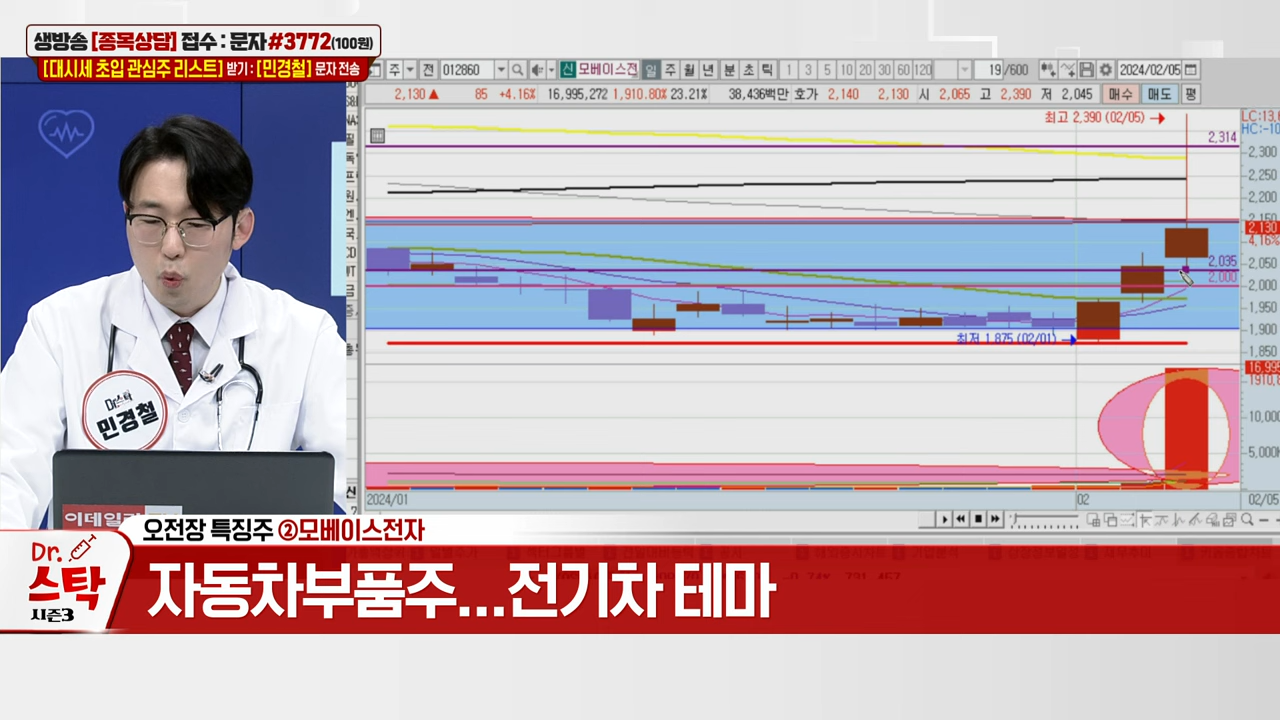 생방송 [종목상담] 접수 : 문자#3772(100원)
[대시세 초입 관심주 리스트] 받기 : [민경철] 문자 전송
주 전 012860 신 모베이스전 일 주 월 년 분 초 틱 1 3 5 10 20 30 60 120 19 /600 2024/02/05
2,130 ▲ 85 +4.16% 16,995,272 1,910.80% 23.21% 38,436백만 호가 2,140 2,130 시 2,065 고 2,390 저 2,045 매수 매도 평
최고 2,390 (02/05) →
2,314
2,300
2,250
2,200
2,150
2,130
4,16%
2,035
2,050
2,000
2,000
1,950
1,900
최저 1,875 (02/01) →
1,850
16,995
1910,8
10,000
5,000K
2024/01
02
02/05
Dr.스탁
민경철
이데일리
오전장 특징주 ②모베이스전자
Dr.
스탁
시즌3
자동차부품주...전기차 테마